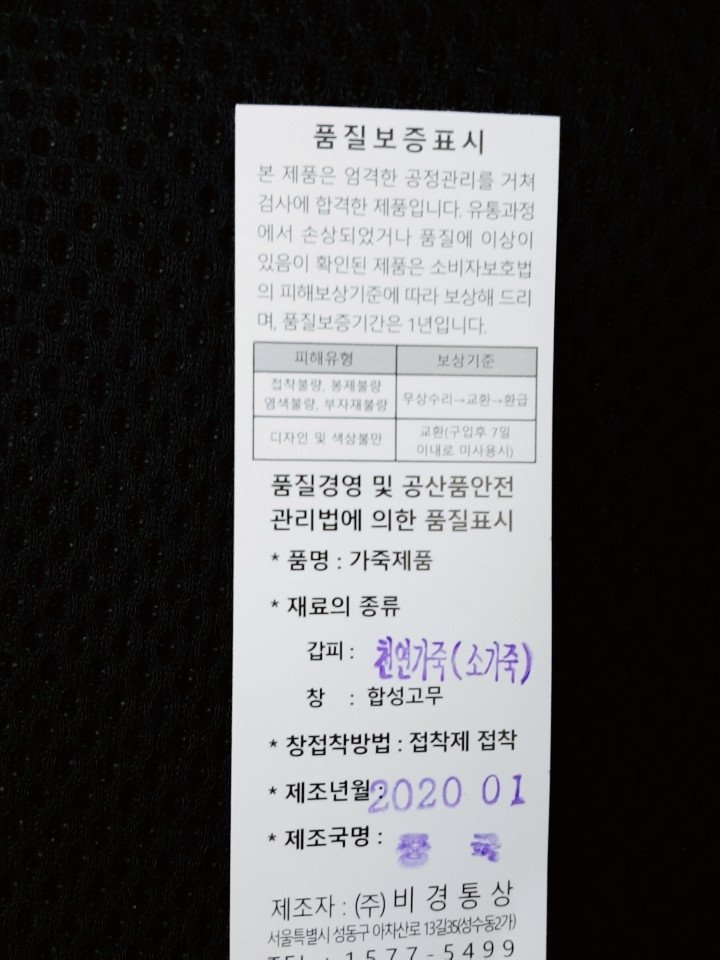 품질보증표시
본 제품은 엄격한 공정관리를 거쳐
검사에 합격한 제품입니다. 유통과정
에서 손상되었거나 품질에 이상이
있음이 확인된 제품은 소비자보호법
의 피해보상기준에 따라 보상해 드리
며, 품질보증기간은 1년입니다.
피해유형 보상기준
접착불량, 봉제불량
염색불량, 부자재불량 무상수리→교환→환급
디자인 및 색상불만 교환(구입후 7일
이내로 미사용시)
품질경영 및 공산품안전
관리법에 의한 품질표시
* 품명 : 가죽제품
* 재료의 종류
갑피 : 천연가죽(소가죽)
창 : 합성고무
* 창접착방법 : 접착제 접착
* 제조년월 : 2020 01
* 제조국명 : 중 국
제조자 : (주) 비 경 통 상
서울특별시 성동구 아차산로 13길35(성수동2가)
TEL : 1577-5499